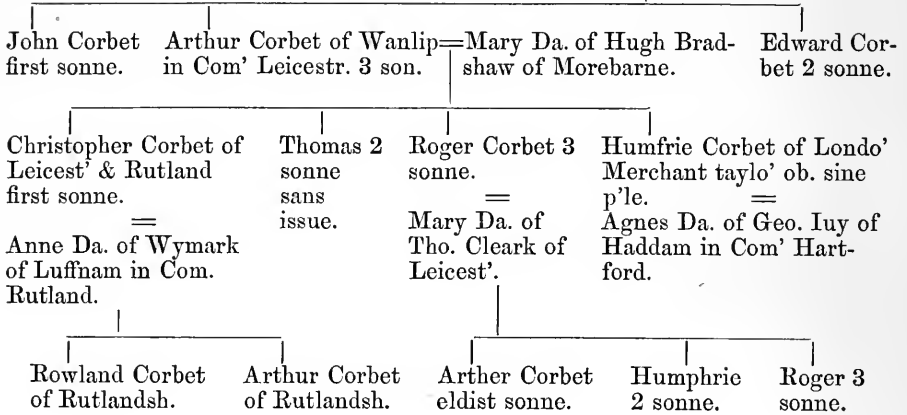 John Corbet
first sonne.
Arthur Corbet of Wanlip=Mary Da. of Hugh Brad-
in Com' Leicestr. 3 son. shaw of Morebarne.
Edward Cor-
bet 2 sonne.
Christopher Corbet of
Leicest' & Rutland
first sonne.
=
Anne Da. of Wymark
of Luffnam in Com.
Rutland.
Thomas 2
sonne
sans
issue.
Roger Corbet 3
sonne.
=
Mary Da. of
Tho. Cleark of
Leicest'.
Humfrie Corbet of Londo'
Merchant taylo' ob. sine
p'le. =
Agnes Da. of Geo. Iuy of
Haddam in Com' Hart-
ford.
Rowland Corbet
of Rutlandsh.
Arthur Corbet
of Rutlandsh.
Arther Corbet
eldist sonne.
Humphrie
2 sonne.
Roger 3
sonne.